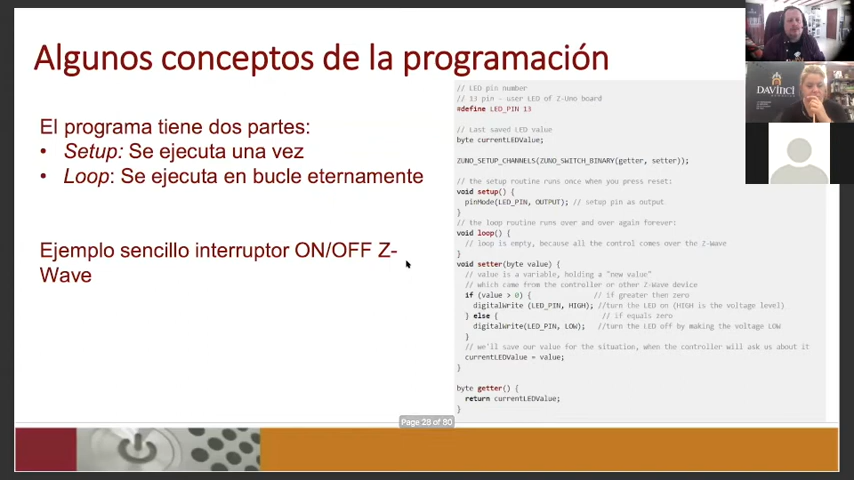 Algunos conceptos de la programación
El programa tiene dos partes:
• Setup: Se ejecuta una vez
• Loop: Se ejecuta en bucle eternamente
Ejemplo sencillo interruptor ON/OFF Z-
Wave
// LED pin number
// 13 pin - user LED of Z-Uno board
#define LED_PIN 13
// Last saved LED value
byte currentLEDValue;
ZUNO_SETUP_CHANNELS(ZUNO_SWITCH_BINARY(getter, setter));
// the setup routine runs once when you press reset:
void setup() {
pinMode(LED_PIN, OUTPUT); // setup pin as output
}
// the loop routine runs over and over again forever:
void loop() {
// loop is empty, because all the control comes over the Z-Wave
}
void setter(byte value) {
// value is a variable, holding a "new value"
// which came from the controller or other Z-Wave device
if (value > 0) { // if greater then zero
digitalWrite (LED_PIN, HIGH); //turn the LED on (HIGH is the voltage level)
} else { // if equals zero
digitalWrite(LED_PIN, LOW); //turn the LED off by making the voltage LOW
}
// we'll save our value for the situation, when the controller will ask us about it
currentLEDValue = value;
}
byte getter() {
return currentLEDValue;
}
Page 28 of 80
DAVINCI